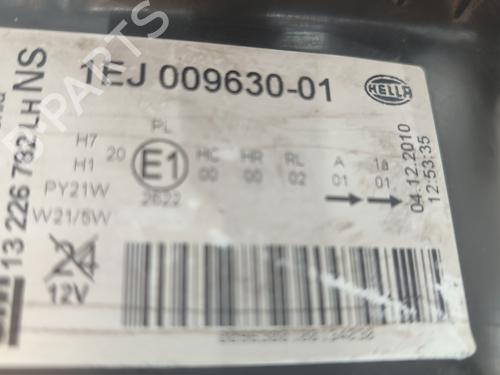 1EJ 009630-01
HELLA
13 226 782 LH NS
PL
H7
H1
PY21W
W21/5W
20
E1
2622
HC
00
HR
00
RL
02
A
01
1a
01
04.12.2010
12:53:35
12V
B-PARTS